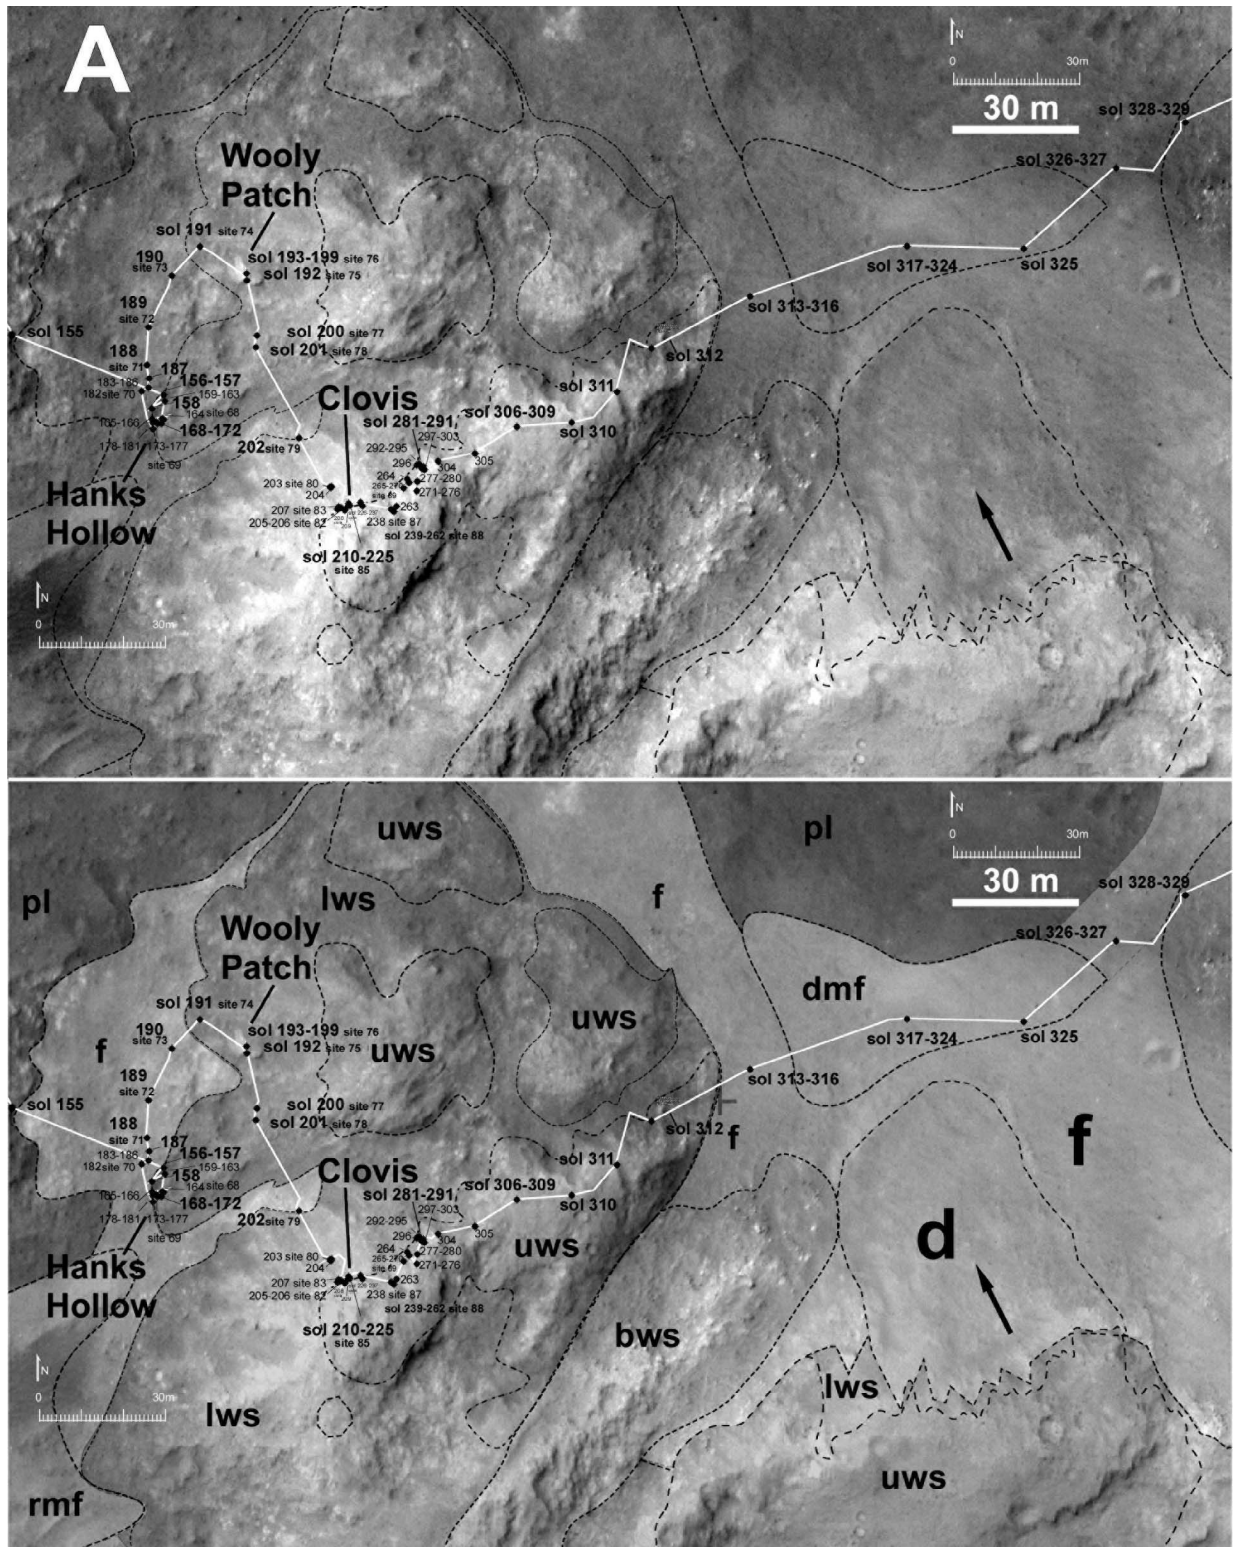 A
N
0 30m
30 m
sol 328-329
sol 326-327
Wooly
Patch
sol 191 site 74
190
site 73
sol 193-199 site 76
sol 192 site 75
sol 317-324
sol 325
189
site 72
sol 313-316
sol 155
sol 200 site 77
sol 201 site 78
sol 312
188
site 71
187
183-186
156-157
182 site 70
159-163
158
164 site 68
165-166
168-172
178-181
173-177
site 69
Clovis
sol 311
sol 281-291
sol 306-309
297-303
sol 310
292-295
296
304
305
202 site 79
264
277-280
271-276
Hanks
Hollow
203 site 80
204
207 site 83
263
205-206 site 82
238 site 87
sol 239-262 site 88
sol 210-225
site 85
N
0 30m
uws
pl
N
0 30m
30 m
sol 328-329
pl
lws
f
sol 326-327
Wooly
Patch
dmf
sol 191 site 74
uws
190
site 73
f
sol 193-199 site 76
sol 192 site 75
uws
sol 317-324
sol 325
189
site 72
sol 313-316
sol 155
sol 200 site 77
sol 201 site 78
sol 312
f
f
188
site 71
187
183-186
156-157
182 site 70
159-163
158
164 site 68
165-166
168-172
178-181
173-177
site 69
Clovis
sol 311
sol 281-291
sol 306-309
297-303
sol 310
292-295
296
304
305
202 site 79
uws
d
264
277-280
271-276
Hanks
Hollow
203 site 80
204
207 site 83
263
205-206 site 82
238 site 87
sol 239-262 site 88
sol 210-225
site 85
bws
N
0 30m
lws
lws
uws
rmf